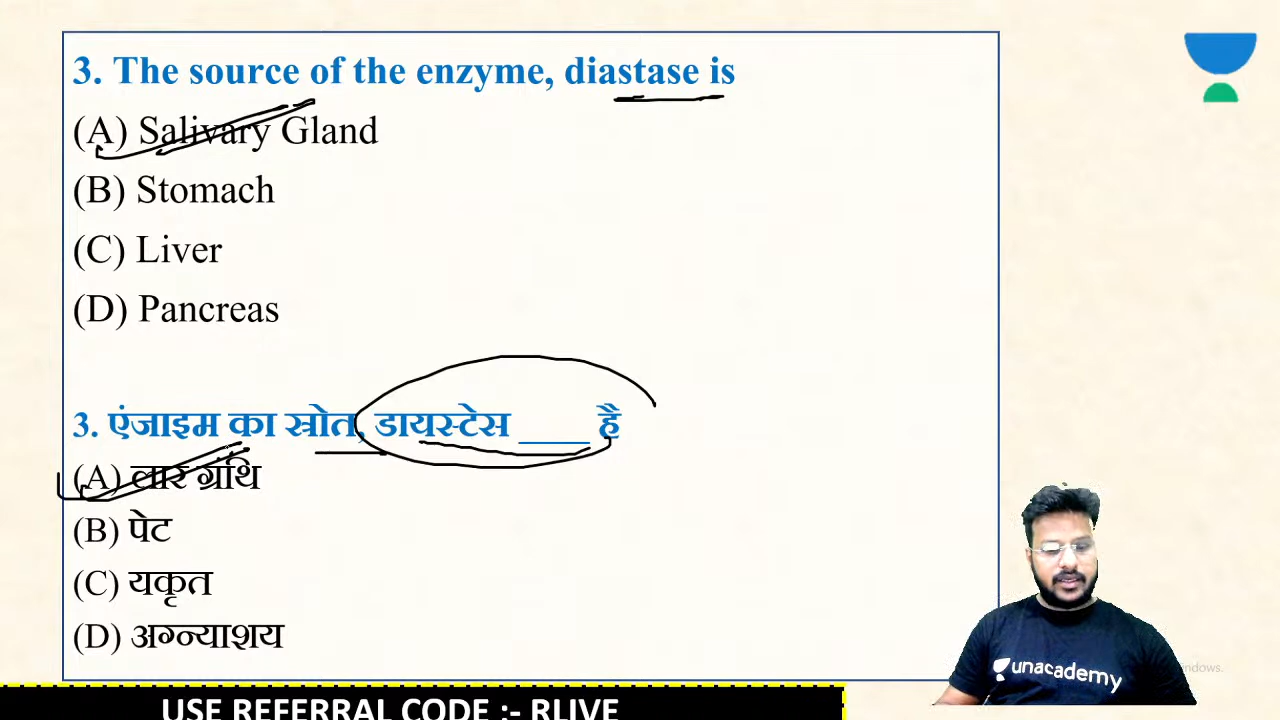 3. The source of the enzyme, diastase is
(A) Salivary Gland
(B) Stomach
(C) Liver
(D) Pancreas
3. एंजाइम का स्रोत, डायस्टेस ____ है
(A) लार ग्रंथि
(B) पेट
(C) यकृत
(D) अग्न्याशय
unacademy
USE REFERRAL CODE :- RLIVE